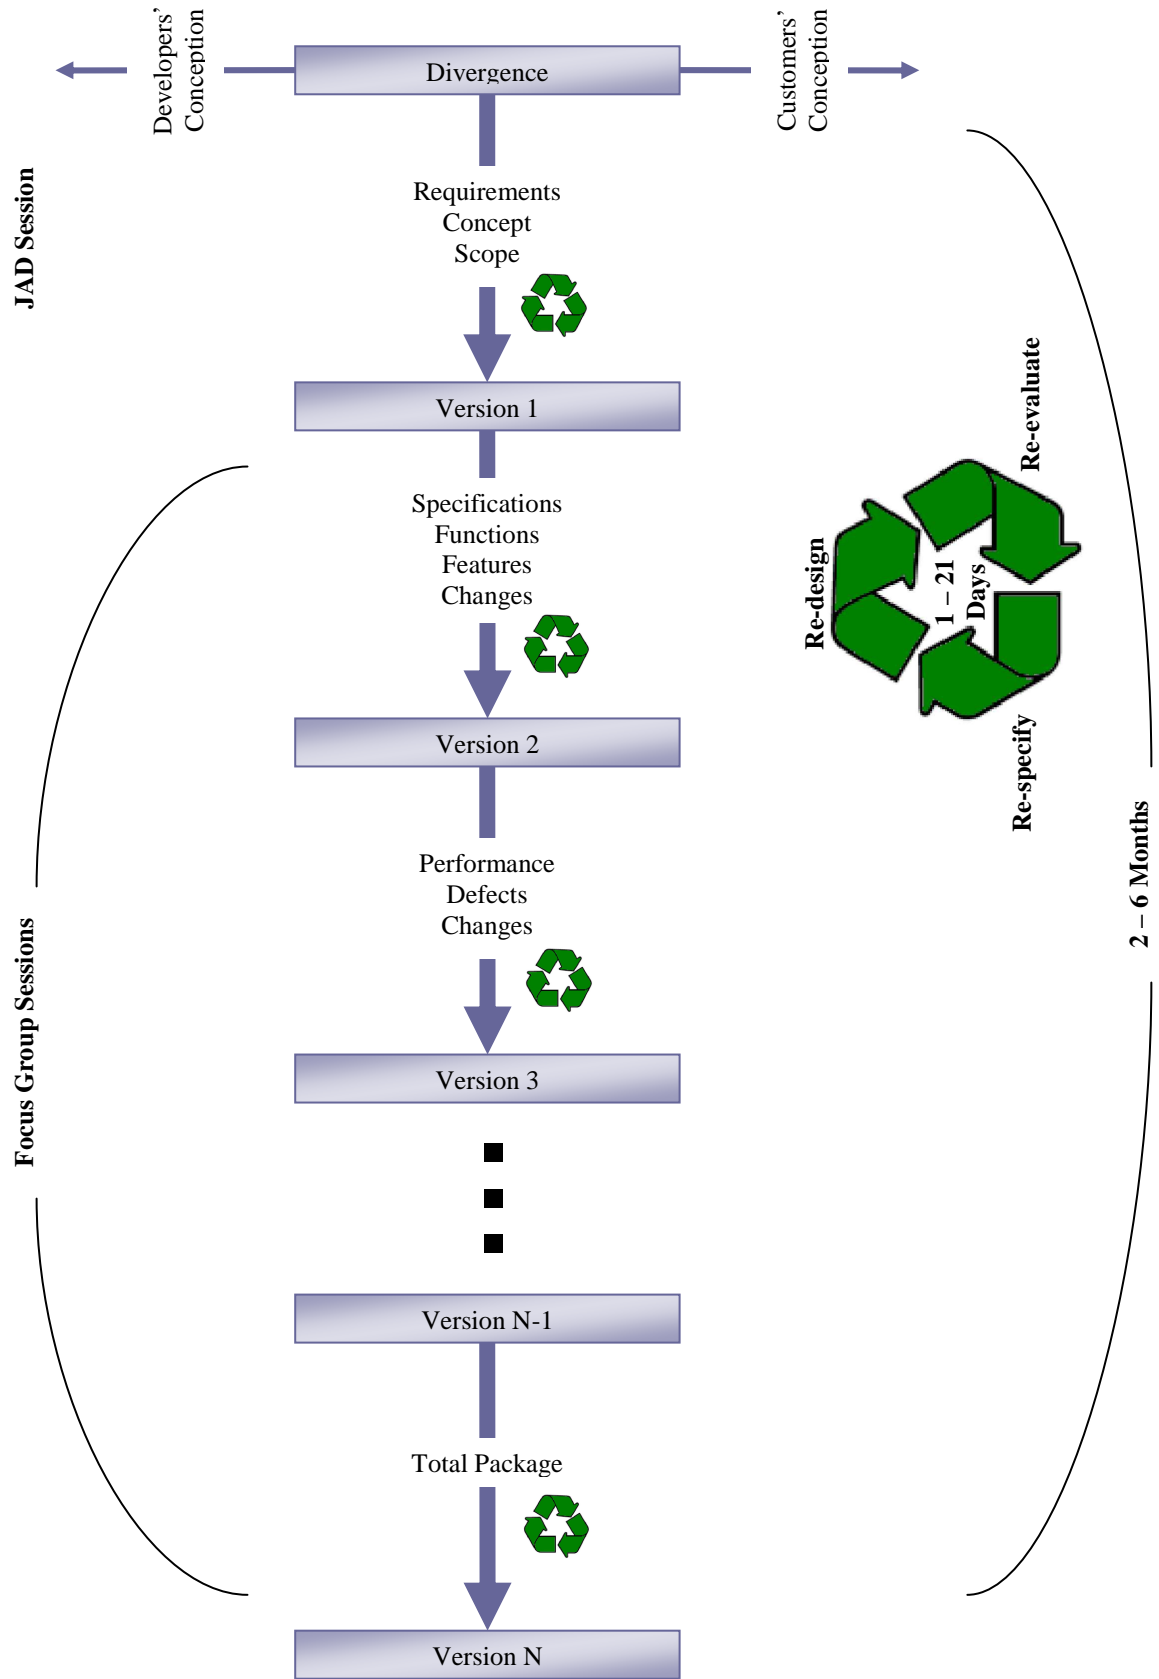 Developers’
Conception
Divergence
Customers’
Conception
JAD Session
Requirements
Concept
Scope
Version 1
Specifications
Functions
Features
Changes
Re-evaluate
Re-design
1 – 21
Days
Re-specify
Version 2
Performance
Defects
Changes
2 – 6 Months
Focus Group Sessions
Version 3
Version N-1
Total Package
Version N